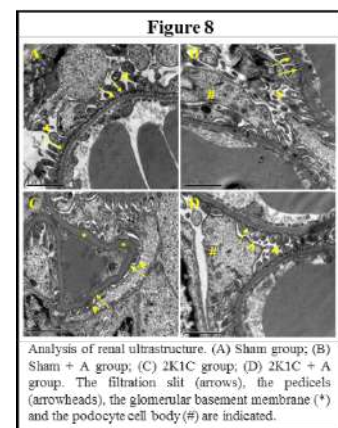 Figure 8
A
B
#
C
D
#
Analysis of renal ultrastructure. (A) Sham group; (B)
Sham + A group; (C) 2K1C group; (D) 2K1C + A
group. The filtration slit (arrows), the pedicels
(arrowheads), the glomerular basement membrane (*)
and the podocyte cell body (#) are indicated.